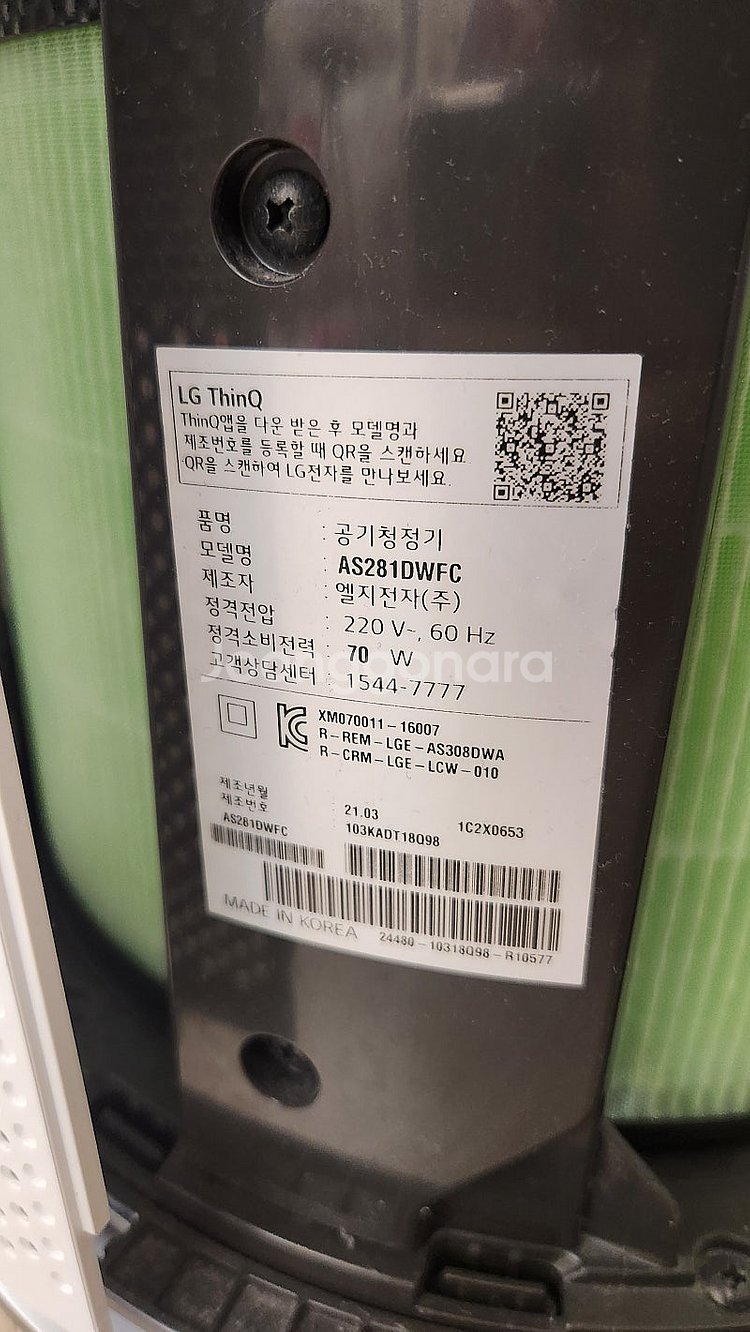 LG ThinQ
ThinQ앱을 다운 받은 후 모델명과
제조번호를 등록할 때 QR을 스캔하세요.
QR을 스캔하여 LG전자를 만나보세요.
품명 : 공기청정기
모델명 : AS281DWFC
제조자 : 엘지전자(주)
정격전압 : 220 V~, 60 Hz
정격소비전력 : 70 W
Joonggonara
고객상담센터 : 1544-7777
XM070011-16007
R-REM-LGE-AS308DWA
R-CRM-LGE-LCW-010
제조년월 21.03 1C2X0653
제조번호 103KADT18Q98
AS281DWFC
MADE IN KOREA
24480-10318Q98-R10577